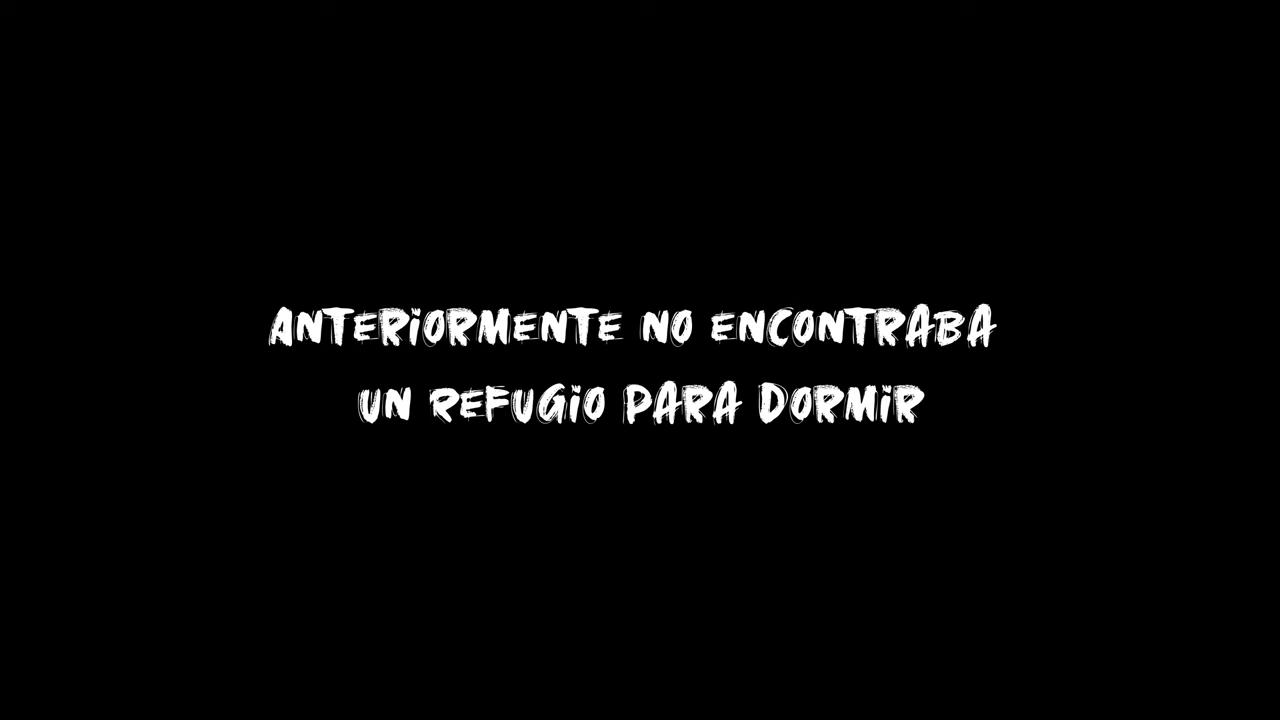 ANTERiORMENTE NO ENCONTRABA
UN REFUGiO PARA DORMiR